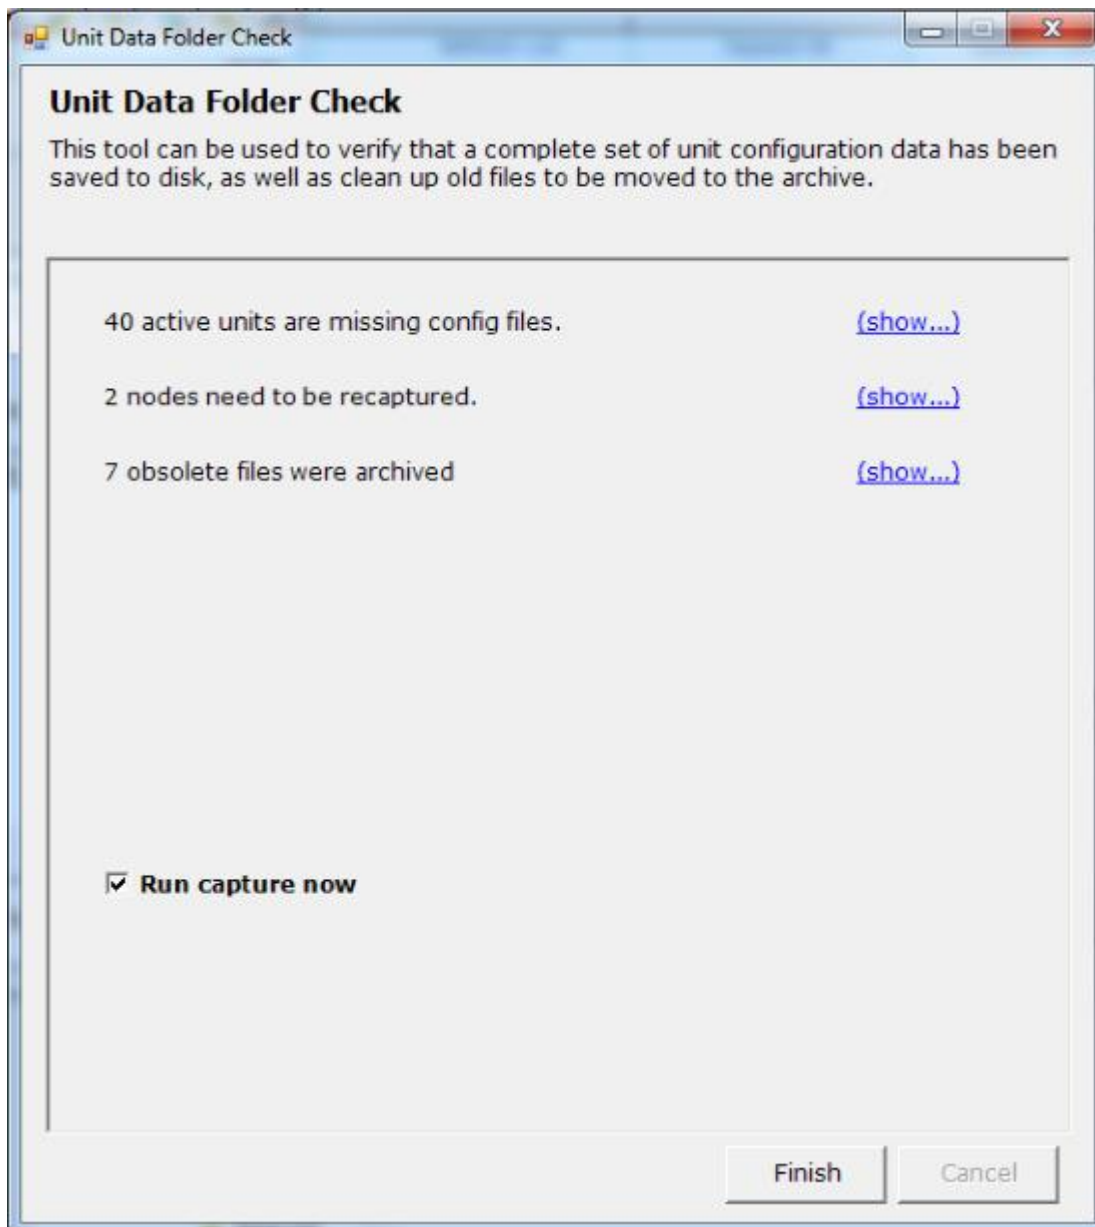 Unit Data Folder Check
Unit Data Folder Check
This tool can be used to verify that a complete set of unit configuration data has been
saved to disk, as well as clean up old files to be moved to the archive.
40 active units are missing config files. (show...)
2 nodes need to be recaptured. (show...)
7 obsolete files were archived (show...)
Run capture now
Finish Cancel